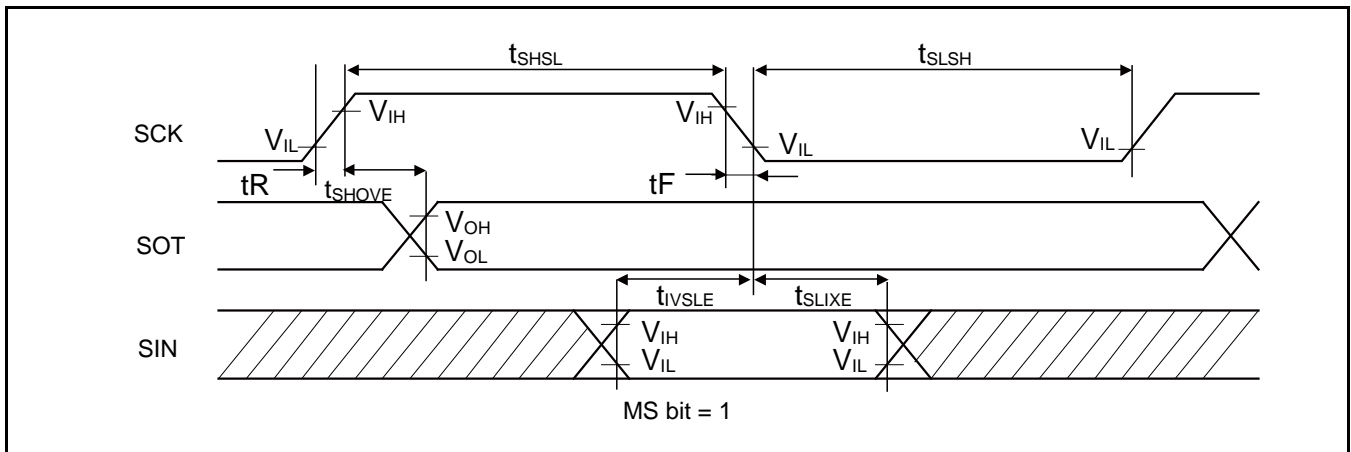 tSHSL
tSLSH
SCK
VIL
VIH
VIH
VIL
VIL
tR
tSHOVE
tF
SOT
VOH
VOL
tIVSLE
tSLIXE
SIN
VIH
VIL
VIH
VIL
MS bit = 1